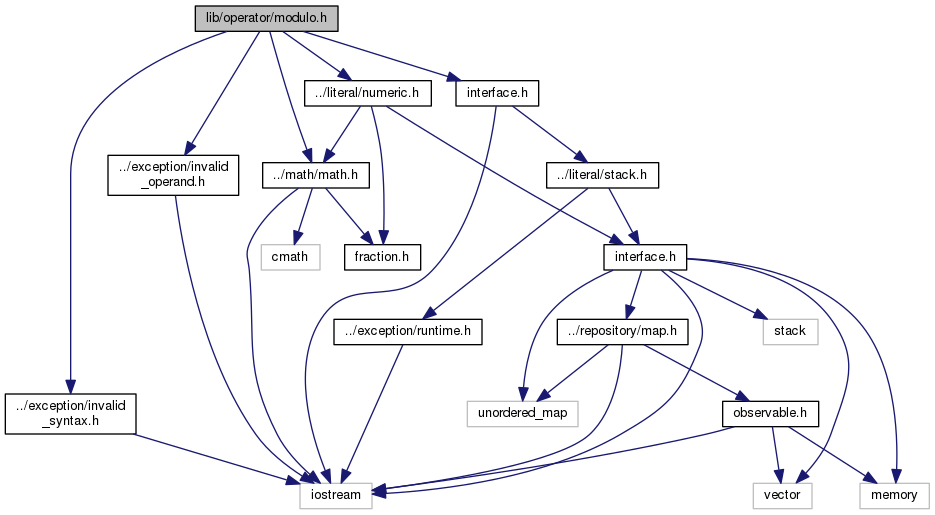 lib/operator/modulo.h
../literal/numeric.h
interface.h
../exception/invalid
_operand.h
../math/math.h
../literal/stack.h
cmath
fraction.h
interface.h
../exception/runtime.h
../repository/map.h
stack
../exception/invalid
_syntax.h
unordered_map
observable.h
iostream
vector
memory